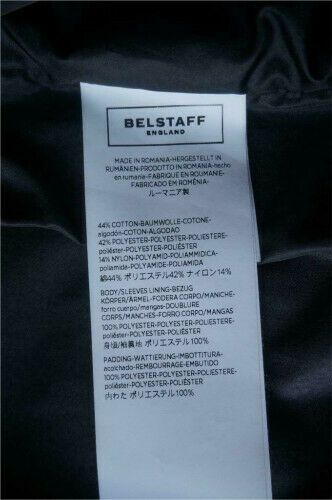 BELSTAFF
ENGLAND
MADE IN ROMANIA-HERGESTELLT IN
RUMÄNIEN-PRODOTTO IN ROMANIA-hecho
en rumania-FABRIQUE EN ROUMANIE-
FABRICADO EM ROMÉNIA-
ルーマニア製
44% COTTON-BAUMWOLLE-COTONE-
algodón-COTON-ALGODAO
42% POLYESTER-POLYESTER-POLIESTERE-
poliéster-POLYESTER-POLIÉSTER
14% NYLON-POLYAMID-POLIAMMIDICA-
poliamida-POLYAMIDE-POLIAMIDA
綿44% ポリエステル42% ナイロン14%
BODY/SLEEVES LINING-BEZUG
KÖRPER/ÄRMEL-FODERA CORPO/MANICHE-
forro cuerpo/mangas-DOUBLURE
CORPS/MANCHES-FORRO CORPO/MANGAS
100% POLYESTER-POLYESTER-POLIESTERE-
poliéster-POLYESTER-POLIÉSTER
身頃/袖裏地 ポリエステル100%
PADDING-WATTIERUNG-IMBOTTITURA-
acolchado-REMBOURRAGE-EMBUTIDO
100% POLYESTER-POLYESTER-POLIESTERE-
poliéster-POLYESTER-POLIÉSTER
内わた ポリエステル100%